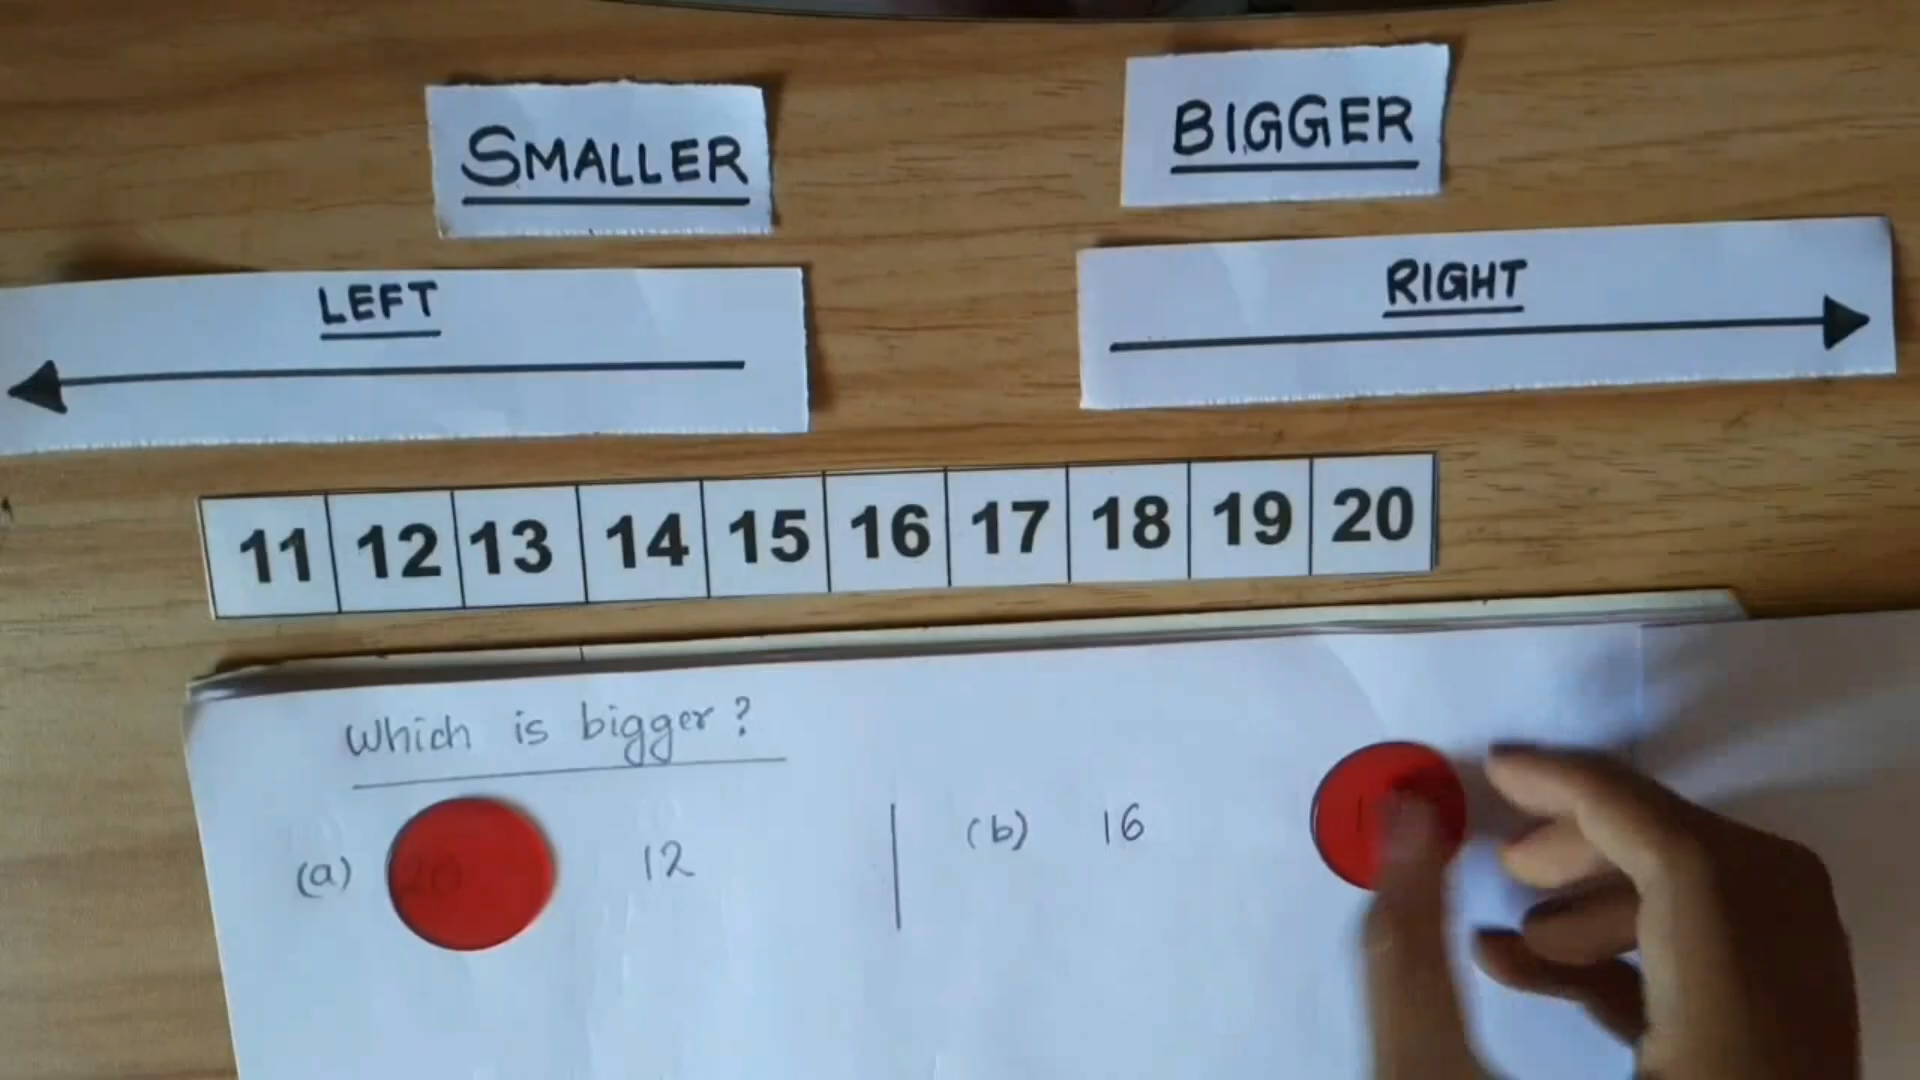 SMALLER
BIGGER
LEFT
RIGHT
11 12 13 14 15 16 17 18 19 20
Which is bigger?
(a) 20 12
(b) 16